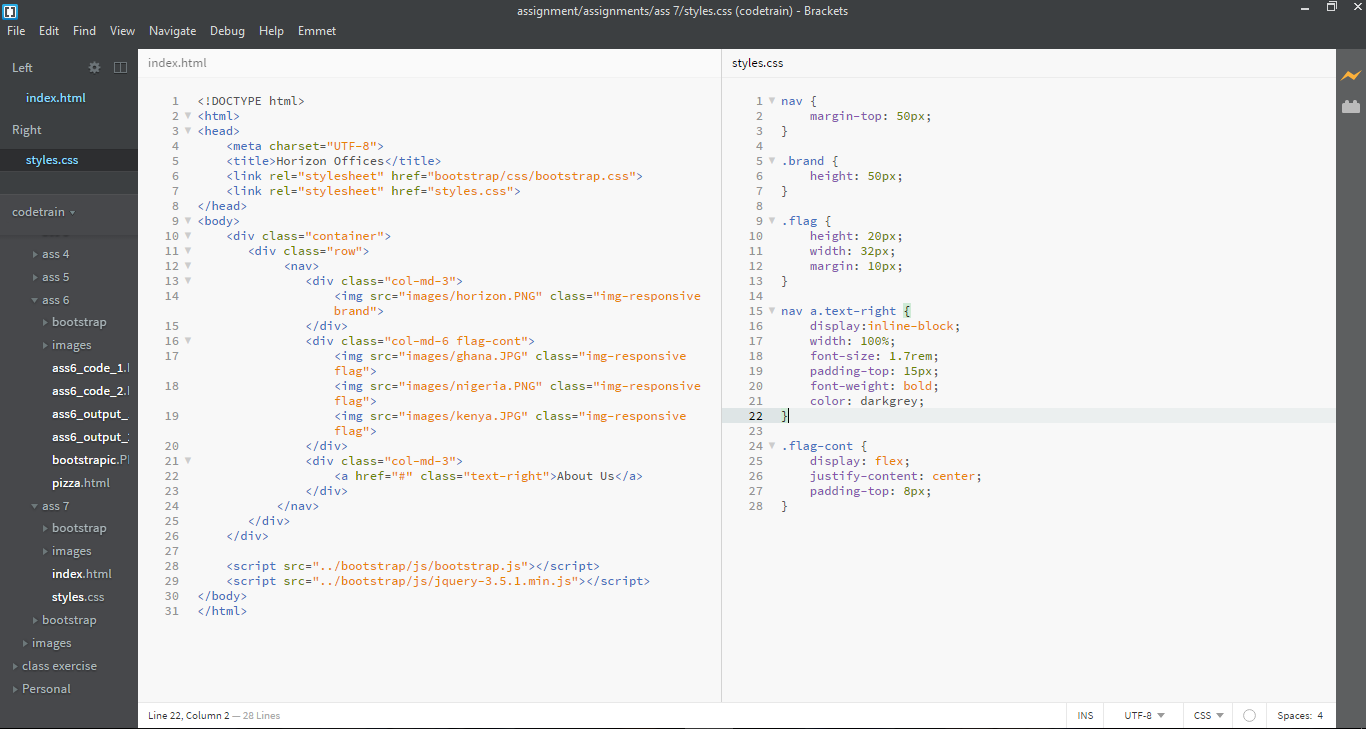 assignment/assignments/ass 7/styles.css (codetrain) - Brackets
File Edit Find View Navigate Debug Help Emmet
Left
index.html
Right
styles.css
codetrain
ass 4
ass 5
ass 6
bootstrap
images
ass6_code_1.
ass6_code_2.
ass6_output_
ass6_output_
bootstrapic.P
pizza.html
ass 7
bootstrap
images
index.html
styles.css
bootstrap
images
class exercise
Personal
index.html
1 <!DOCTYPE html>
2 <html>
3 <head>
4 <meta charset="UTF-8">
5 <title>Horizon Offices</title>
6 <link rel="stylesheet" href="bootstrap/css/bootstrap.css">
7 <link rel="stylesheet" href="styles.css">
8 </head>
9 <body>
10 <div class="container">
11 <div class="row">
12 <nav>
13 <div class="col-md-3">
14 <img src="images/horizon.PNG" class="img-responsive
brand">
15 </div>
16 <div class="col-md-6 flag-cont">
17 <img src="images/ghana.JPG" class="img-responsive
flag">
18 <img src="images/nigeria.PNG" class="img-responsive
flag">
19 <img src="images/kenya.JPG" class="img-responsive
flag">
20 </div>
21 <div class="col-md-3">
22 <a href="#" class="text-right">About Us</a>
23 </div>
24 </nav>
25 </div>
26 </div>
27
28 <script src="../bootstrap/js/bootstrap.js"></script>
29 <script src="../bootstrap/js/jquery-3.5.1.min.js"></script>
30 </body>
31 </html>
styles.css
1 nav {
2 margin-top: 50px;
3 }
4
5 .brand {
6 height: 50px;
7 }
8
9 .flag {
10 height: 20px;
11 width: 32px;
12 margin: 10px;
13 }
14
15 nav a.text-right {
16 display:inline-block;
17 width: 100%;
18 font-size: 1.7rem;
19 padding-top: 15px;
20 font-weight: bold;
21 color: darkgrey;
22 }
23
24 .flag-cont {
25 display: flex;
26 justify-content: center;
27 padding-top: 8px;
28 }
Line 22, Column 2 — 28 Lines
INS UTF-8 CSS Spaces: 4